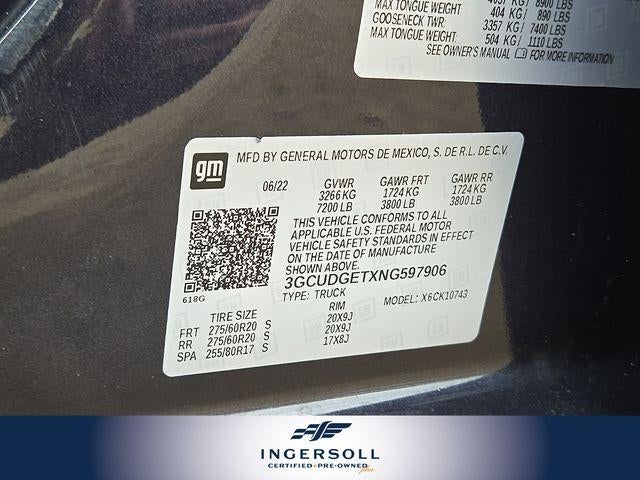 4037 KG/ 8900 LBS
MAX TONGUE WEIGHT:
404 KG/ 890 LBS
GOOSENECK TWR:
3357 KG/ 7400 LBS
MAX TONGUE WEIGHT:
504 KG/ 1110 LBS
SEE OWNER'S MANUAL FOR MORE INFORMATION
gm
MFD BY GENERAL MOTORS DE MEXICO, S. DE R.L. DE C.V.
06/22 GVWR GAWR FRT GAWR RR
3266 KG 1724 KG 1724 KG
7200 LB 3800 LB 3800 LB
THIS VEHICLE CONFORMS TO ALL
APPLICABLE U.S. FEDERAL MOTOR
VEHICLE SAFETY STANDARDS IN EFFECT
ON THE DATE OF MANUFACTURE
SHOWN ABOVE.
3GCUDGETXNG597906
618G
TYPE: TRUCK MODEL: X6CK10743
TIRE SIZE RIM
FRT 275/60R20 S 20X9J
RR 275/60R20 S 20X9J
SPA 255/80R17 S 17X8J
INGERSOLL
CERTIFIED • PRE-OWNED plus